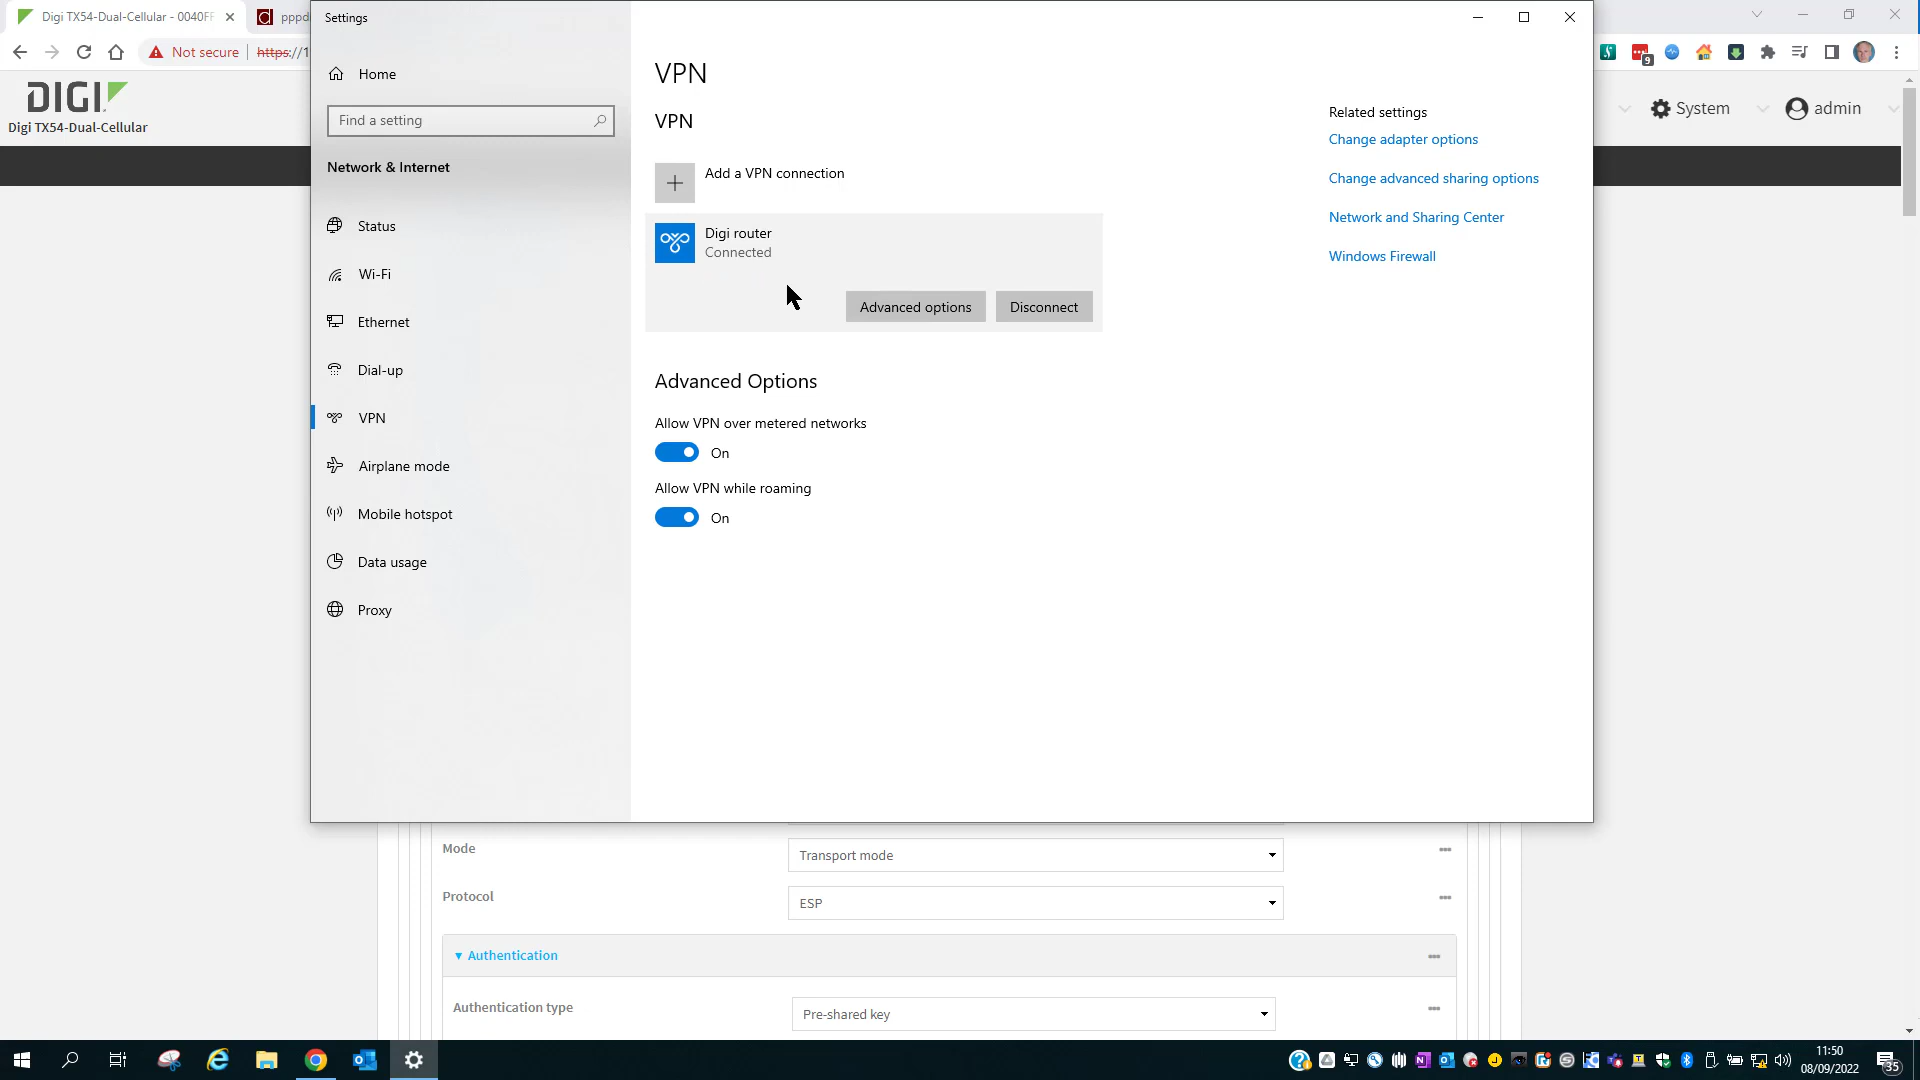 Digi TX54-Dual-Cellular - 0040FF
pppd
Settings
Not secure
https://1
DIGI
Digi TX54-Dual-Cellular
System
admin
Home
Find a setting
Network & Internet
Status
Wi-Fi
Ethernet
Dial-up
VPN
Airplane mode
Mobile hotspot
Data usage
Proxy
VPN
VPN
Add a VPN connection
Digi router
Connected
Advanced options
Disconnect
Advanced Options
Allow VPN over metered networks
On
Allow VPN while roaming
On
Related settings
Change adapter options
Change advanced sharing options
Network and Sharing Center
Windows Firewall
Mode
Transport mode
Protocol
ESP
Authentication
Authentication type
Pre-shared key
9
11:50
08/09/2022
35